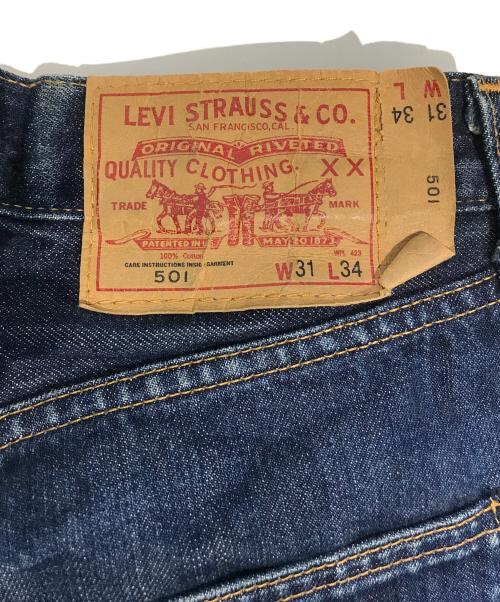 LEVI STRAUSS & CO.
SAN FRANCISCO, CAL.
ORIGINAL RIVETED
QUALITY CLOTHING XX
TRADE MARK
PATENTED IN U MAY 20 1873
100% Cotton WPL 423
CARE INSTRUCTIONS INSIDE GARMENT
501 W31 L34
W L
31 34
501